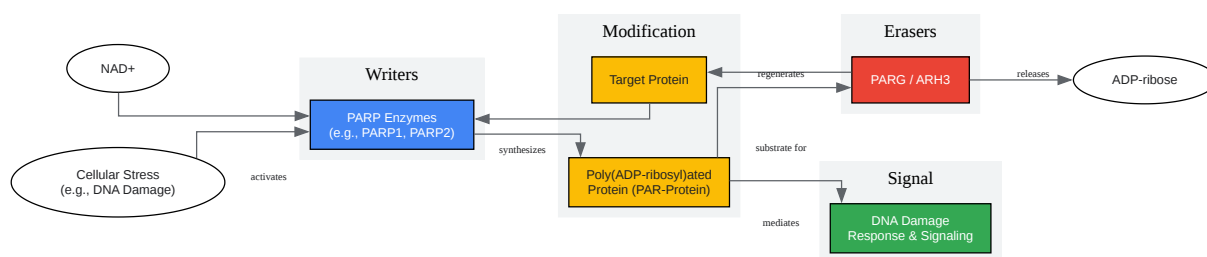 Modification
Erasers
Writers
NAD+
Target Protein
regenerates
PARG / ARH3
releases
ADP-ribose
PARP Enzymes
(e.g., PARP1, PARP2)
synthesizes
substrate for
Cellular Stress
(e.g., DNA Damage)
activates
Poly(ADP-ribosyl)ated
Protein (PAR-Protein)
Signal
mediates
DNA Damage
Response & Signaling